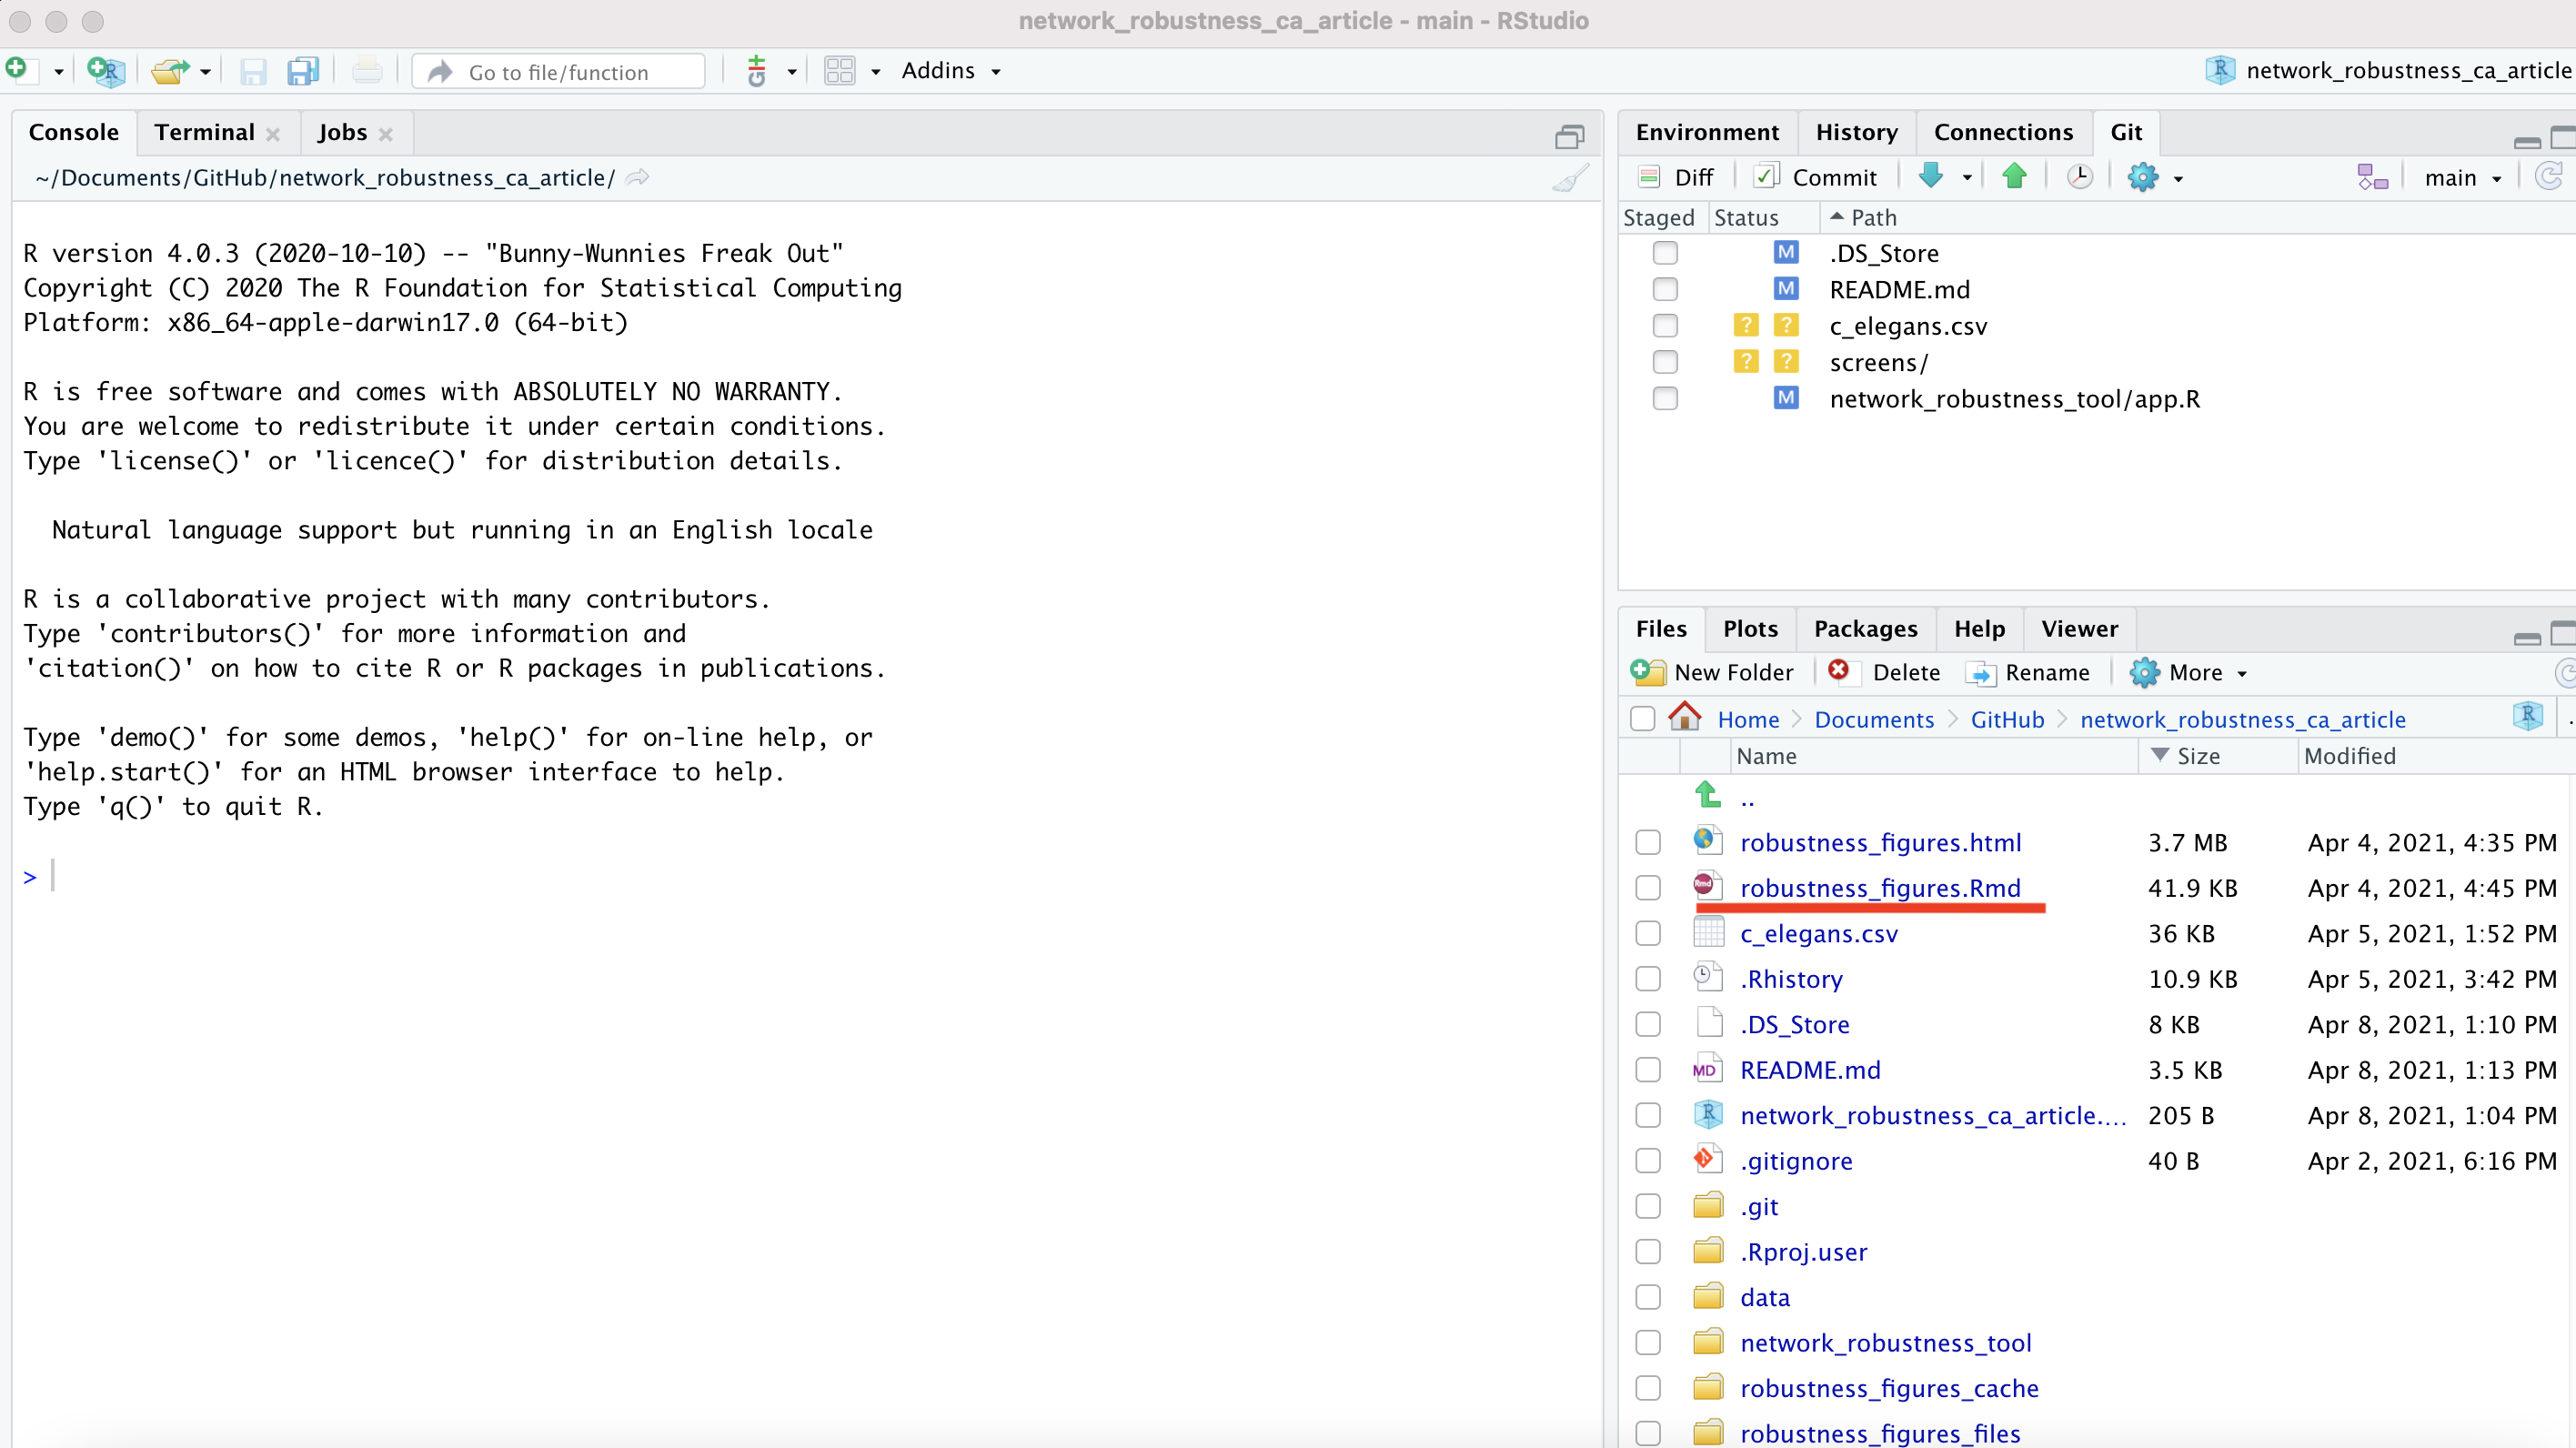 network_robustness_ca_article - main - RStudio
Go to file/function
Addins
network_robustness_ca_article
Console Terminal Jobs
~/Documents/GitHub/network_robustness_ca_article/
R version 4.0.3 (2020-10-10) -- "Bunny-Wunnies Freak Out"
Copyright (C) 2020 The R Foundation for Statistical Computing
Platform: x86_64-apple-darwin17.0 (64-bit)
R is free software and comes with ABSOLUTELY NO WARRANTY.
You are welcome to redistribute it under certain conditions.
Type 'license()' or 'licence()' for distribution details.
Natural language support but running in an English locale
R is a collaborative project with many contributors.
Type 'contributors()' for more information and
'citation()' on how to cite R or R packages in publications.
Type 'demo()' for some demos, 'help()' for on-line help, or
'help.start()' for an HTML browser interface to help.
Type 'q()' to quit R.
>
Environment History Connections Git
Diff Commit main
Staged Status Path
M .DS_Store
M README.md
? ? c_elegans.csv
? ? screens/
M network_robustness_tool/app.R
Files Plots Packages Help Viewer
New Folder Delete Rename More
Home Documents GitHub network_robustness_ca_article
Name Size Modified
..
robustness_figures.html 3.7 MB Apr 4, 2021, 4:35 PM
Rmd robustness_figures.Rmd 41.9 KB Apr 4, 2021, 4:45 PM
c_elegans.csv 36 KB Apr 5, 2021, 1:52 PM
.Rhistory 10.9 KB Apr 5, 2021, 3:42 PM
.DS_Store 8 KB Apr 8, 2021, 1:10 PM
MD README.md 3.5 KB Apr 8, 2021, 1:13 PM
R network_robustness_ca_article.... 205 B Apr 8, 2021, 1:04 PM
.gitignore 40 B Apr 2, 2021, 6:16 PM
.git
.Rproj.user
data
network_robustness_tool
robustness_figures_cache
robustness_figures_files